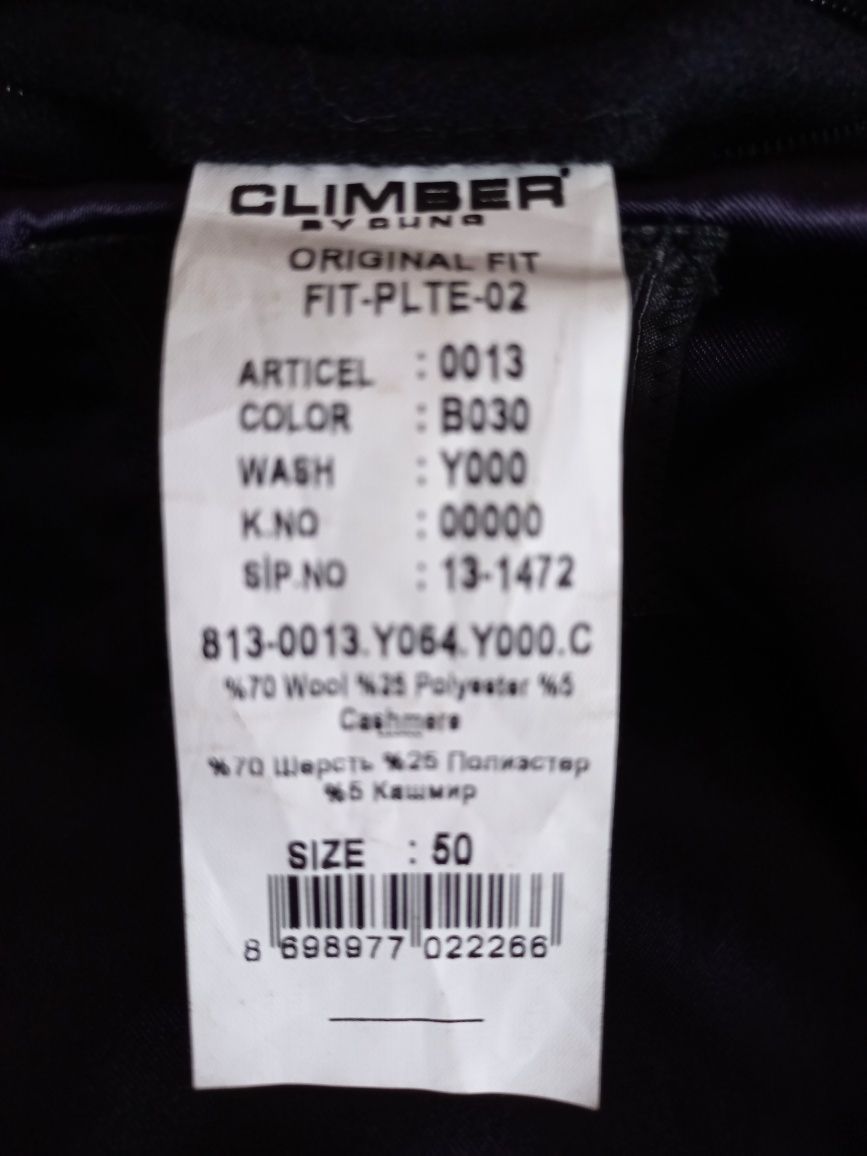 CLIMBER
BY DUNO
ORIGINAL FIT
FIT-PLTE-02
ARTICEL : 0013
COLOR : B030
WASH : Y000
K.NO : 00000
SİP.NO : 13-1472
813-0013.Y064.Y000.C
%70 Wool %25 Polyester %5
Cashmere
%70 Шерсть %25 Полиэстер
%5 Кашмир
SIZE : 50
8 698977 022266